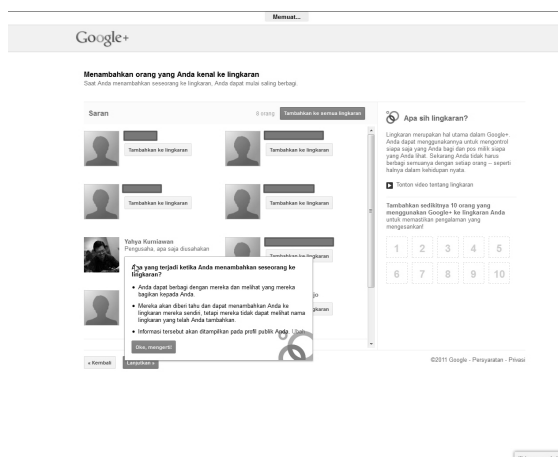 Memuat...
Google+
Menambahkan orang yang Anda kenal ke lingkaran
Saat Anda menambahkan seseorang ke lingkaran, Anda dapat mulai saling berbagi.
Saran
0 orang
Tambahkan ke semua lingkaran
Tambahkan ke lingkaran
Tambahkan ke lingkaran
Tambahkan ke lingkaran
Tambahkan ke lingkaran
Yahya Kurniawan
Pengusaha, apa saja diusahakan
Apa yang terjadi ketika Anda menambahkan seseorang ke
lingkaran?
• Anda dapat berbagi dengan mereka dan melihat yang mereka
bagikan kepada Anda.
• Mereka akan diberi tahu dan dapat menambahkan Anda ke
lingkaran mereka sendiri, tetapi mereka tidak dapat melihat nama
lingkaran yang telah Anda tambahkan.
• Informasi tersebut akan ditampilkan pada profil publik Anda. Ubah
Oke, mengerti!
« Kembali
Lanjutkan »
Apa sih lingkaran?
Lingkaran merupakan hal utama dalam Google+.
Anda dapat menggunakannya untuk mengontrol
siapa saja yang Anda bagi dan pos milik siapa
yang Anda lihat. Sekarang Anda tidak harus
berbagi semuanya dengan setiap orang -- seperti
halnya dalam kehidupan nyata.
Tonton video tentang lingkaran
Tambahkan sedikitnya 10 orang yang
menggunakan Google+ ke lingkaran Anda
untuk memastikan pengalaman yang
mengesankan!
1 2 3 4 5
6 7 8 9 10
©2011 Google - Persyaratan - Privasi